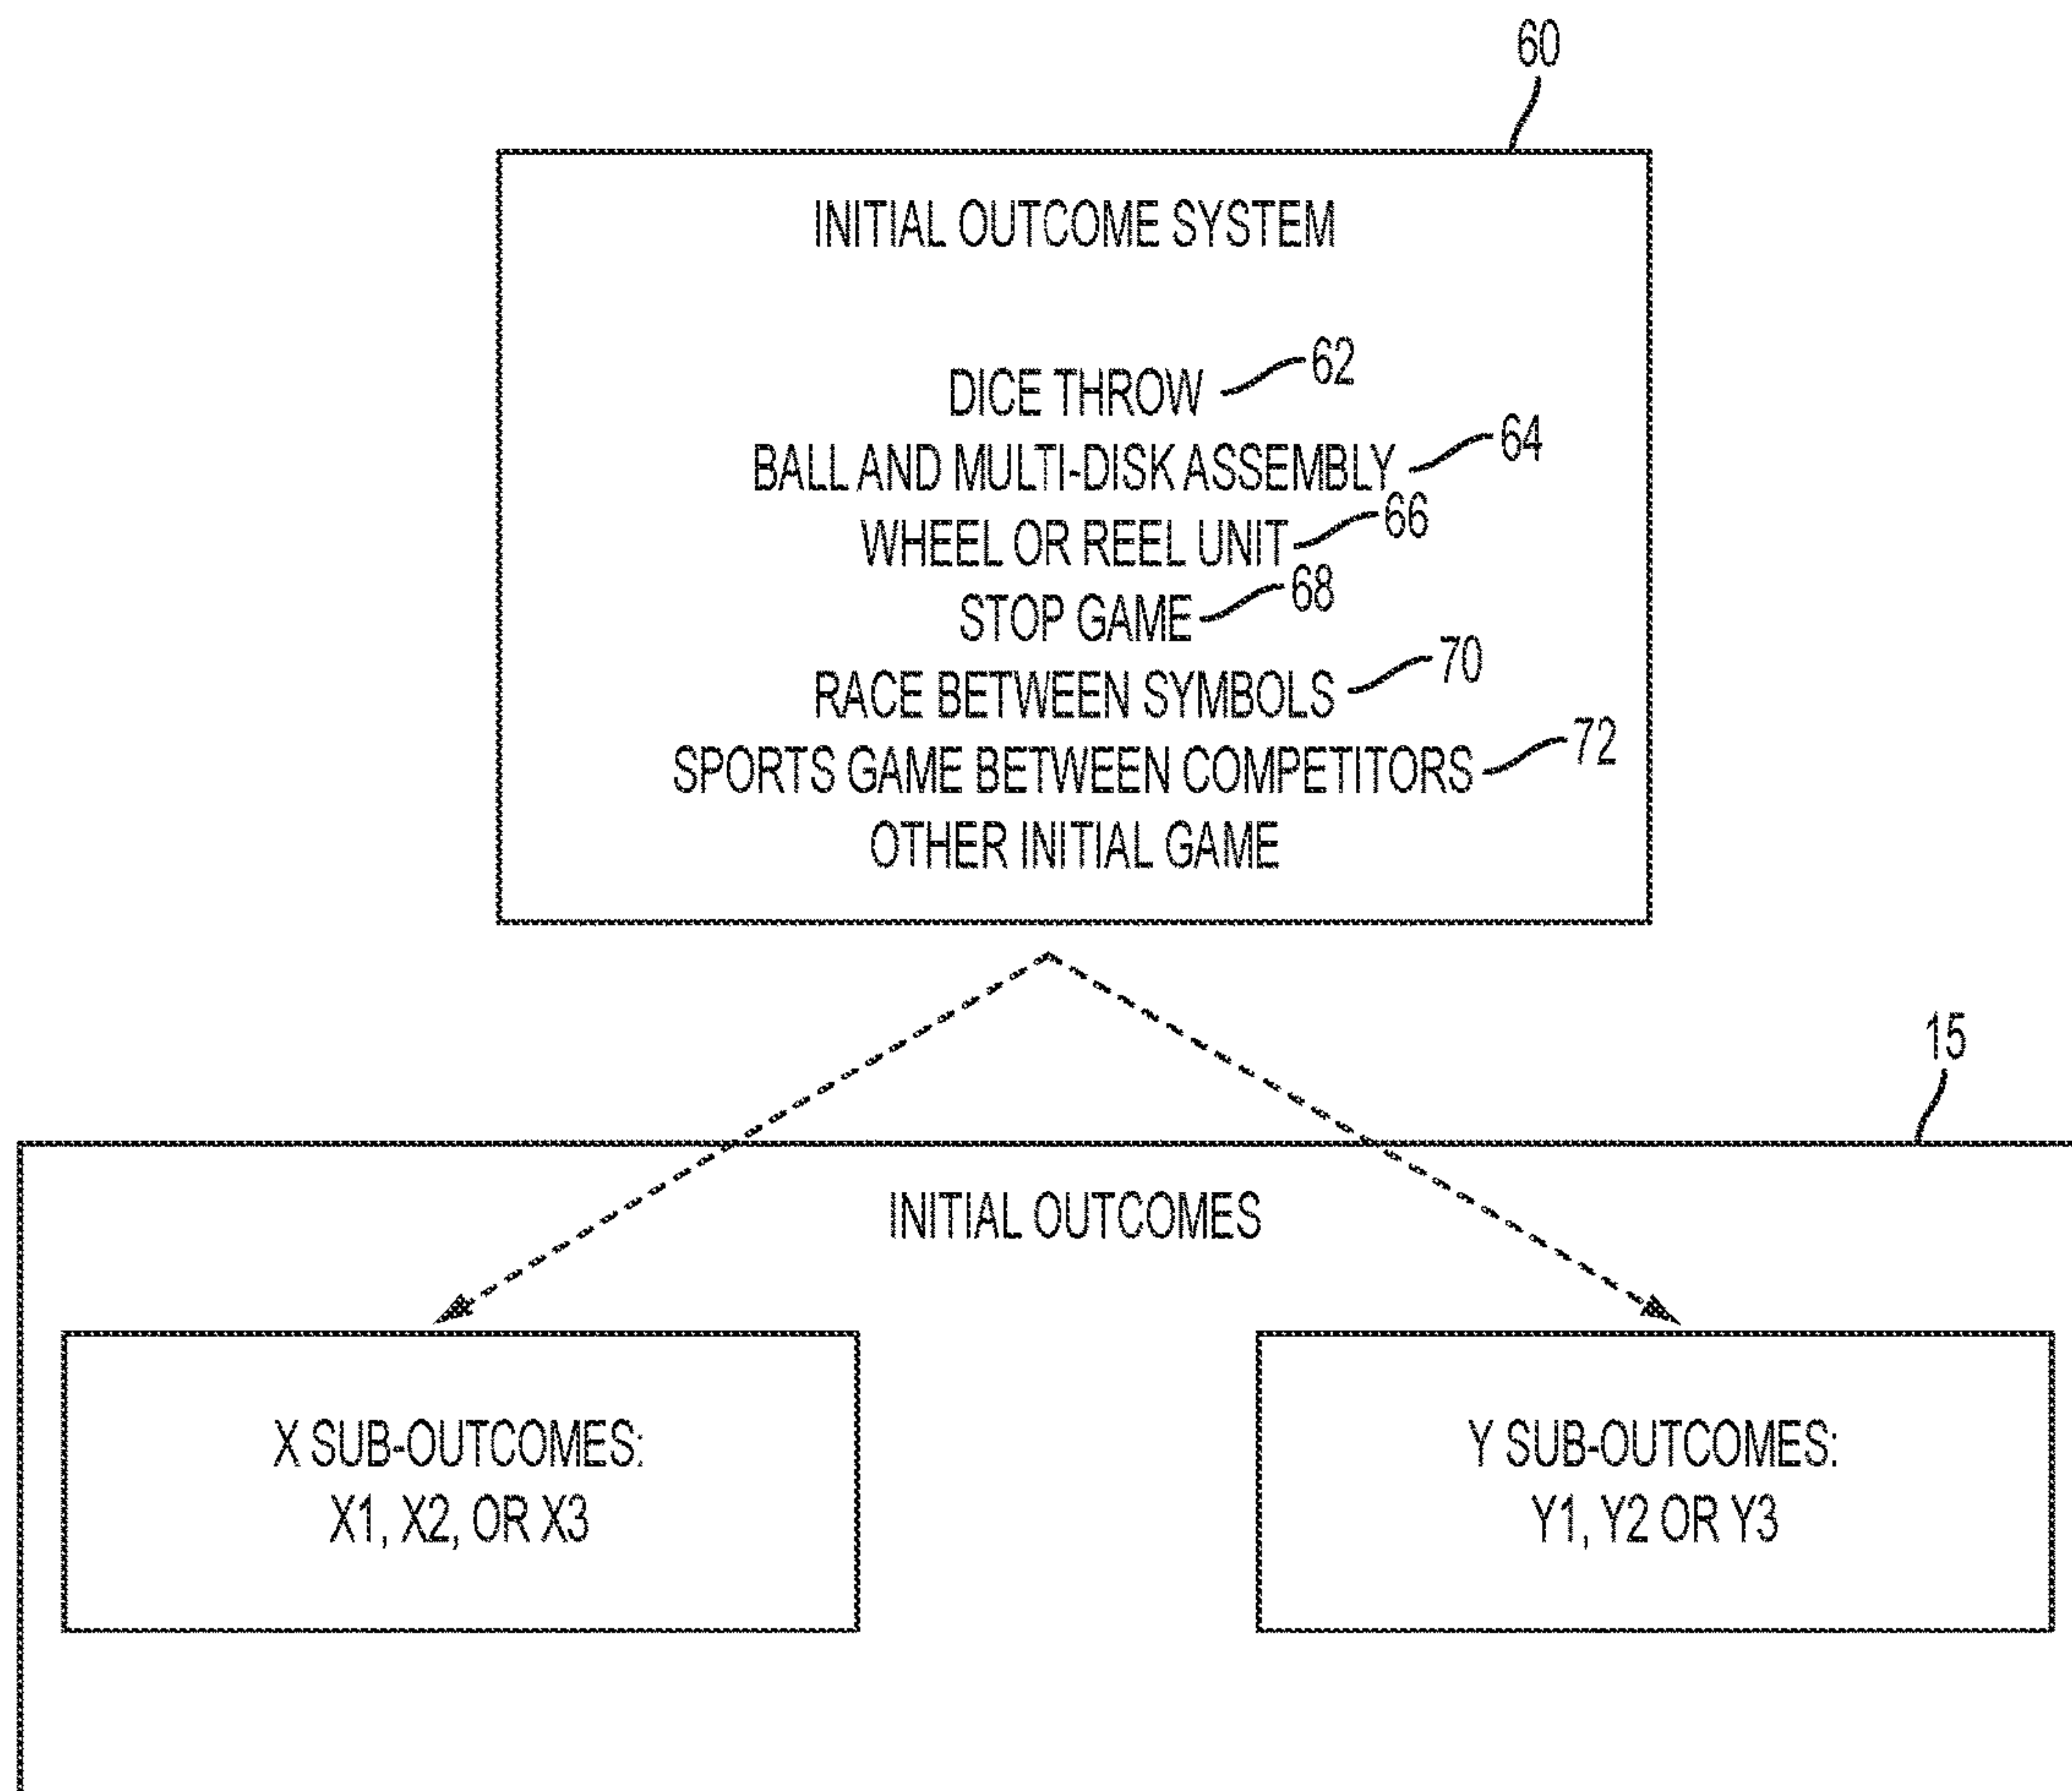 60
INITIAL OUTCOME SYSTEM
DICE THROW 62
BALL AND MULTI-DISK ASSEMBLY 64
WHEEL OR REEL UNIT 66
STOP GAME 68
RACE BETWEEN SYMBOLS 70
SPORTS GAME BETWEEN COMPETITORS 72
OTHER INITIAL GAME
15
INITIAL OUTCOMES
X SUB-OUTCOMES:
X1, X2, OR X3
Y SUB-OUTCOMES:
Y1, Y2 OR Y3